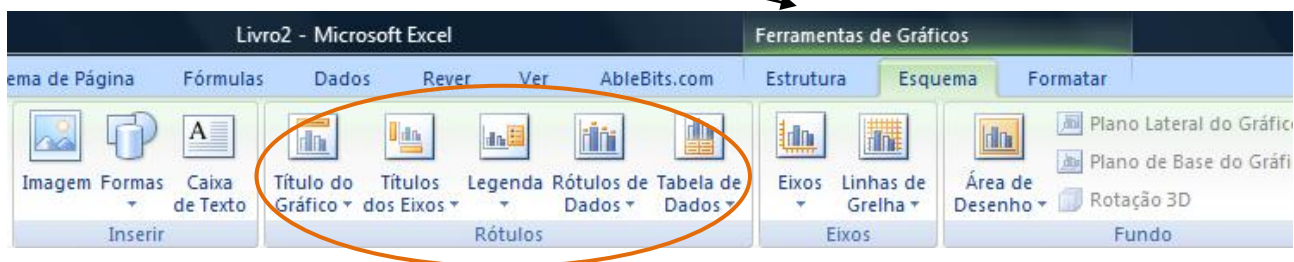 Livro2 - Microsoft Excel Ferramentas de Gráficos
ema de Página Fórmulas Dados Rever Ver AbleBits.com Estrutura Esquema Formatar
Imagem Formas Caixa de Texto
Título do Gráfico Títulos dos Eixos Legenda Rótulos de Dados Tabela de Dados
Eixos Linhas de Grelha
Área de Desenho
Plano Lateral do Gráfico
Plano de Base do Gráfi
Rotação 3D
Inserir Rótulos Eixos Fundo